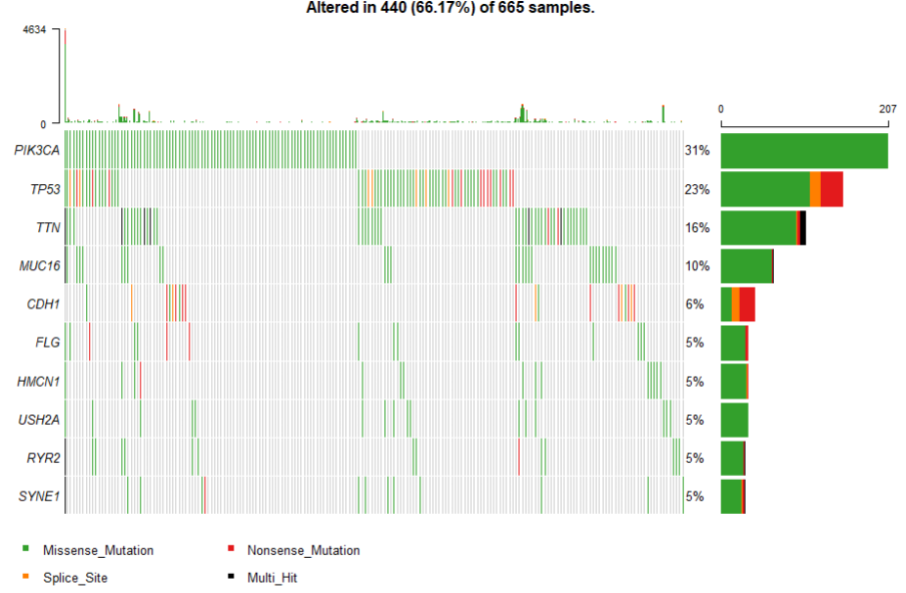 Altered in 440 (66.17%) of 665 samples.
4634
0
0 207
PIK3CA 31%
TP53 23%
TTN 16%
MUC16 10%
CDH1 6%
FLG 5%
HMCN1 5%
USH2A 5%
RYR2 5%
SYNE1 5%
Missense_Mutation Nonsense_Mutation
Splice_Site Multi_Hit